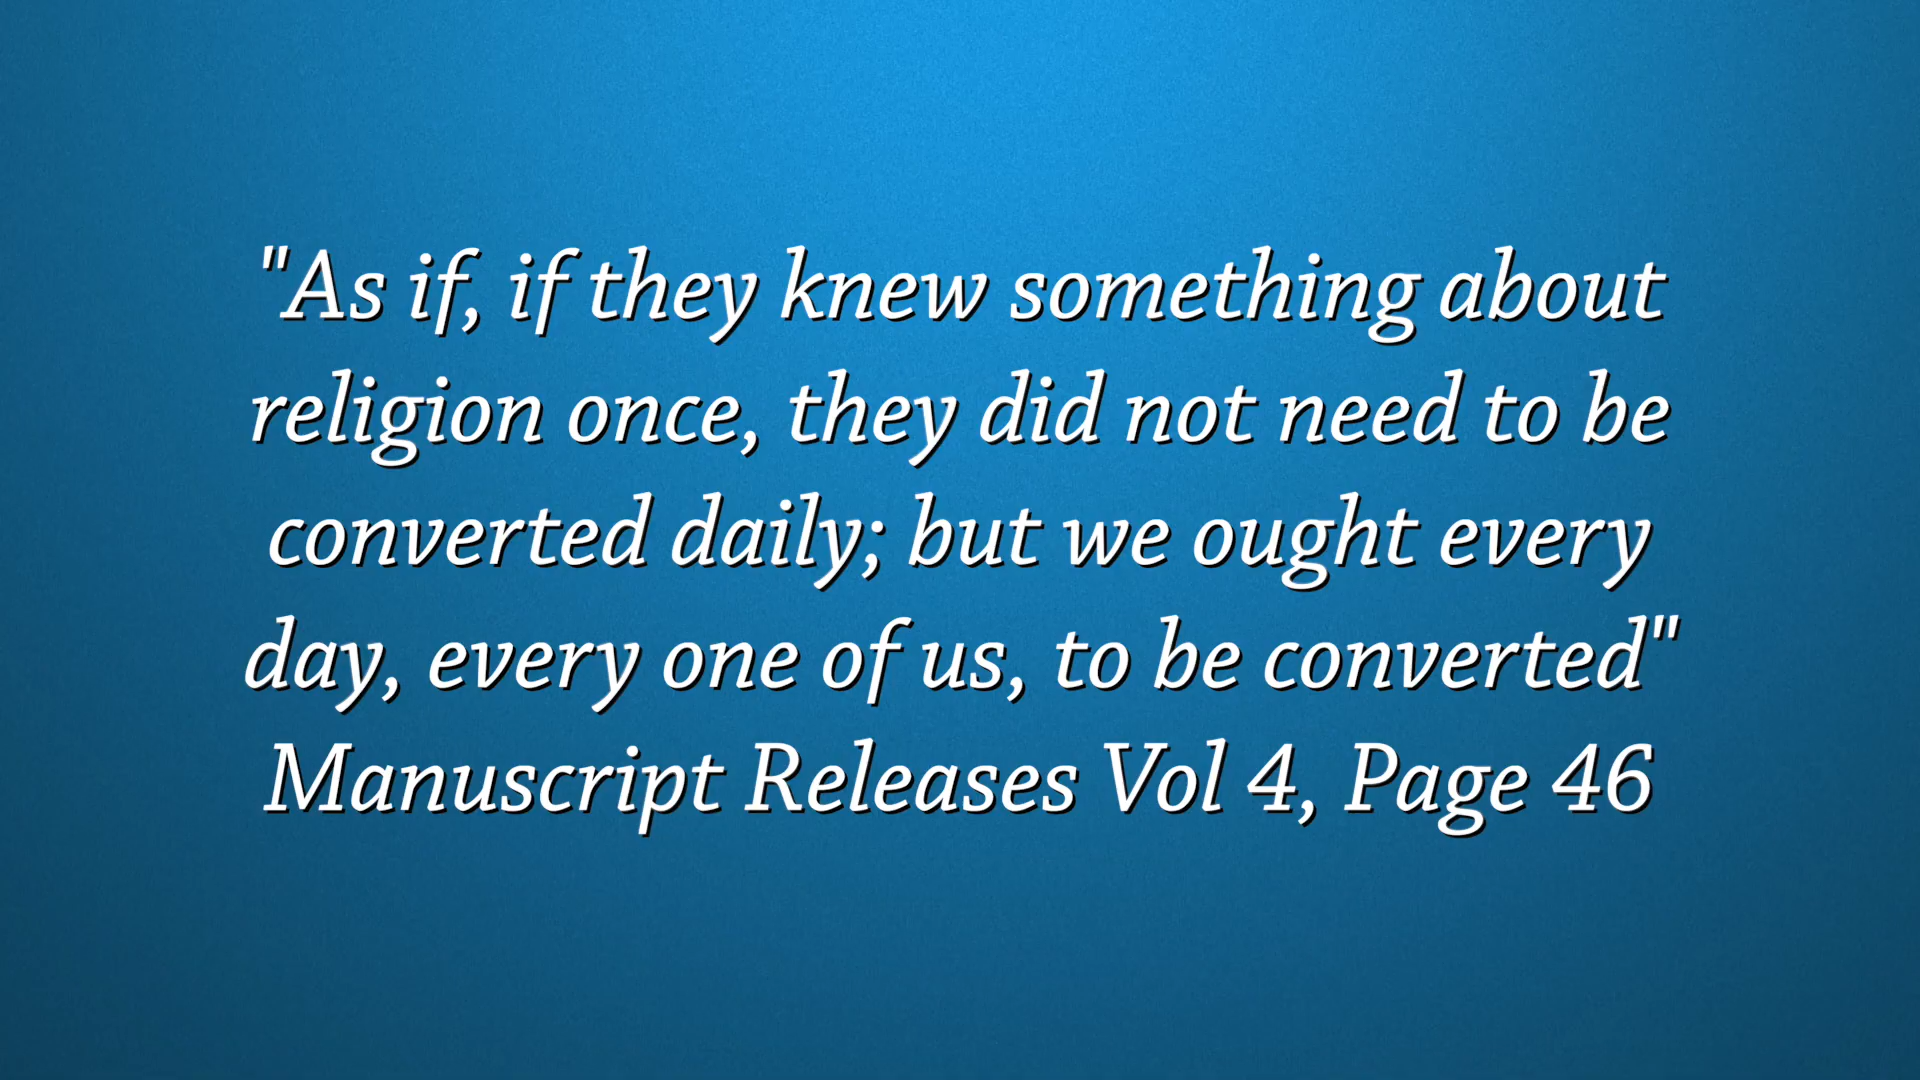 "As if, if they knew something about
religion once, they did not need to be
converted daily; but we ought every
day, every one of us, to be converted"
Manuscript Releases Vol 4, Page 46